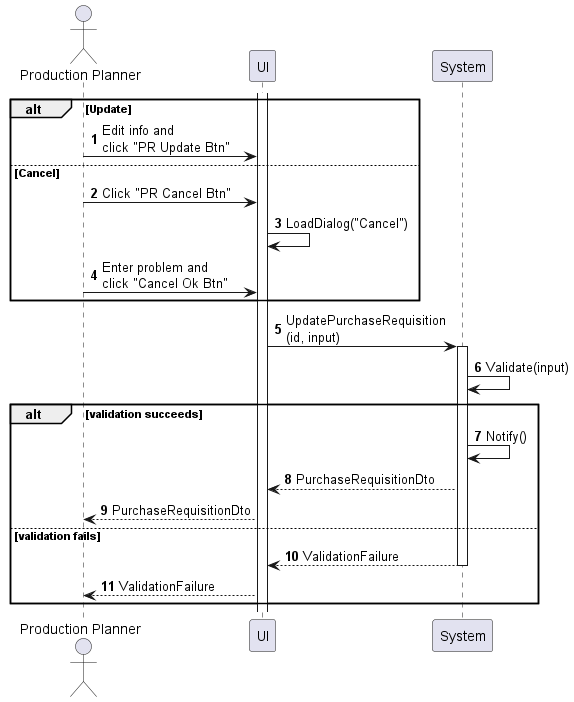 Production Planner
UI
System
alt
[Update]
1 Edit info and
click "PR Update Btn"
[Cancel]
2 Click "PR Cancel Btn"
3 LoadDialog("Cancel")
4 Enter problem and
click "Cancel Ok Btn"
5 UpdatePurchaseRequisition
(id, input)
6 Validate(input)
alt
[validation succeeds]
7 Notify()
8 PurchaseRequisitionDto
9 PurchaseRequisitionDto
[validation fails]
10 ValidationFailure
11 ValidationFailure
Production Planner
UI
System